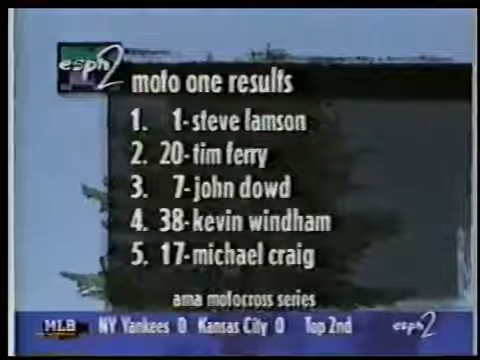 espn2
moto one results
1. 1-steve lamson
2. 20-tim ferry
3. 7-john dowd
4. 38-kevin windham
5. 17-michael craig
ama motocross series
MLB NY Yankees 0 Kansas City 0 Top 2nd espn2